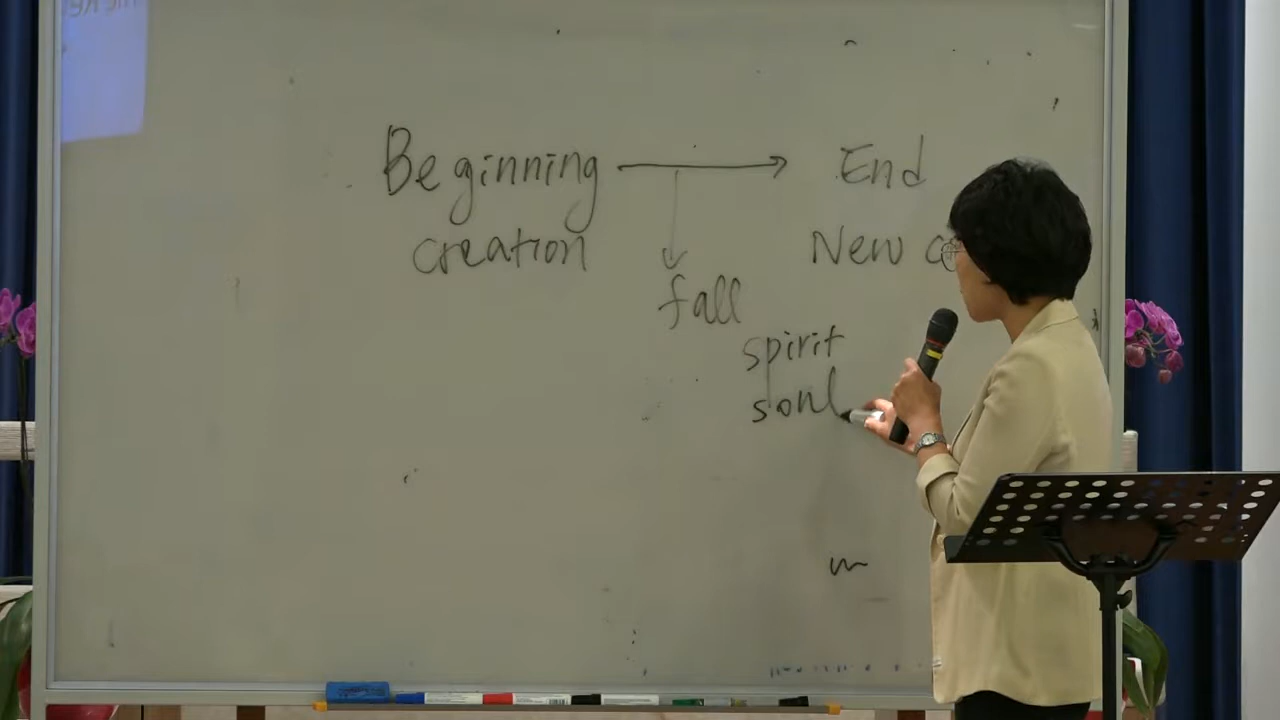 Beginning → End
creation New c
fall
spirit
soul